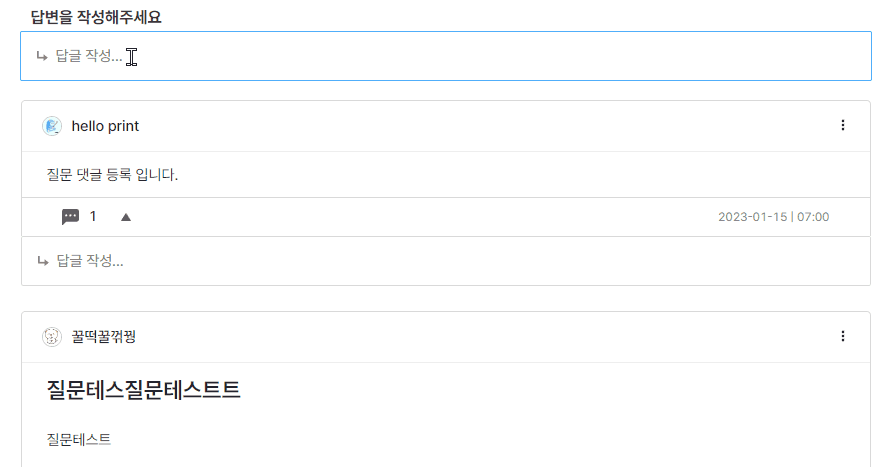 답변을 작성해주세요
답글 작성...
hello print
질문 댓글 등록 입니다.
1
2023-01-15 | 07:00
답글 작성...
꿀떡꿀꺾꿩
질문테스질문테스트트
질문테스트